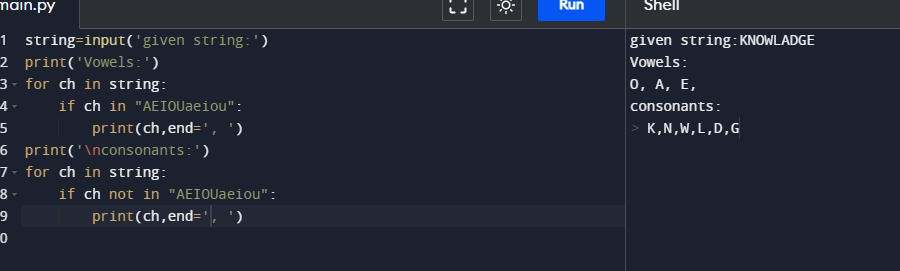 main.py
Run
Shell
1 string=input('given string:')
2 print('Vowels:')
3 for ch in string:
4 if ch in "AEIOUaeiou":
5 print(ch,end=', ')
6 print('\nconsonants:')
7 for ch in string:
8 if ch not in "AEIOUaeiou":
9 print(ch,end=', ')
0
given string:KNOWLADGE
Vowels:
O, A, E,
consonants:
> K,N,W,L,D,G